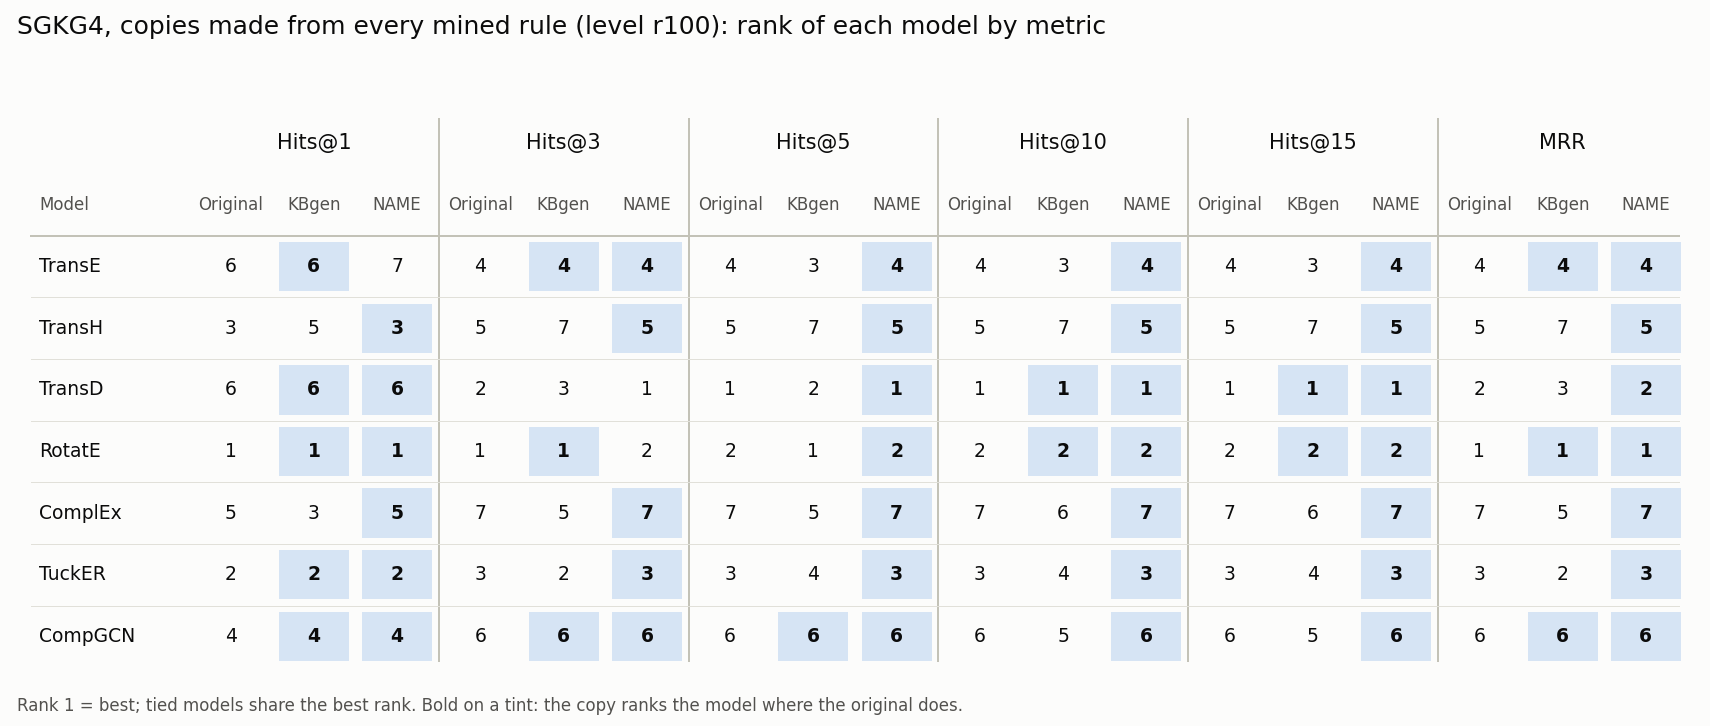 SGKG4, copies made from every mined rule (level r100): rank of each model by metric
Hits@1 Hits@3 Hits@5 Hits@10 Hits@15 MRR
Model Original KBgen NAME Original KBgen NAME Original KBgen NAME Original KBgen NAME Original KBgen NAME Original KBgen NAME
TransE 6 6 7 4 4 4 4 3 4 4 3 4 4 3 4 4 4 4
TransH 3 5 3 5 7 5 5 7 5 5 7 5 5 7 5 5 7 5
TransD 6 6 6 2 3 1 1 2 1 1 1 1 1 1 1 2 3 2
RotatE 1 1 1 1 1 2 2 1 2 2 2 2 2 2 2 1 1 1
ComplEx 5 3 5 7 5 7 7 5 7 7 6 7 7 6 7 7 5 7
TuckER 2 2 2 3 2 3 3 4 3 3 4 3 3 4 3 3 2 3
CompGCN 4 4 4 6 6 6 6 6 6 6 5 6 6 5 6 6 6 6
Rank 1 = best; tied models share the best rank. Bold on a tint: the copy ranks the model where the original does.